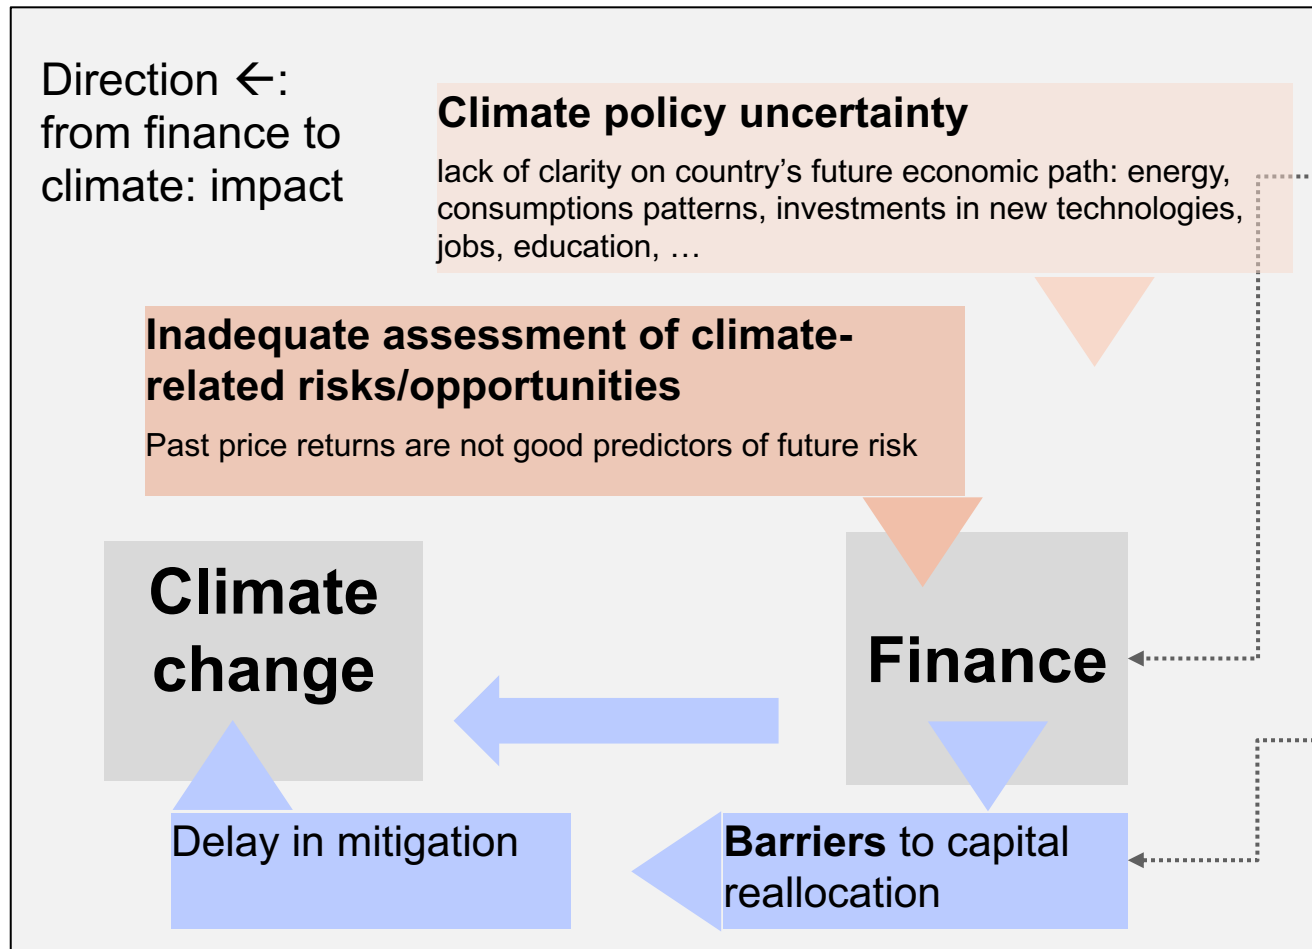 Direction ←:
from finance to
climate: impact
Climate policy uncertainty
lack of clarity on country’s future economic path: energy,
consumptions patterns, investments in new technologies,
jobs, education, …
Inadequate assessment of climate-
related risks/opportunities
Past price returns are not good predictors of future risk
Climate
change
Finance
Delay in mitigation
Barriers to capital
reallocation